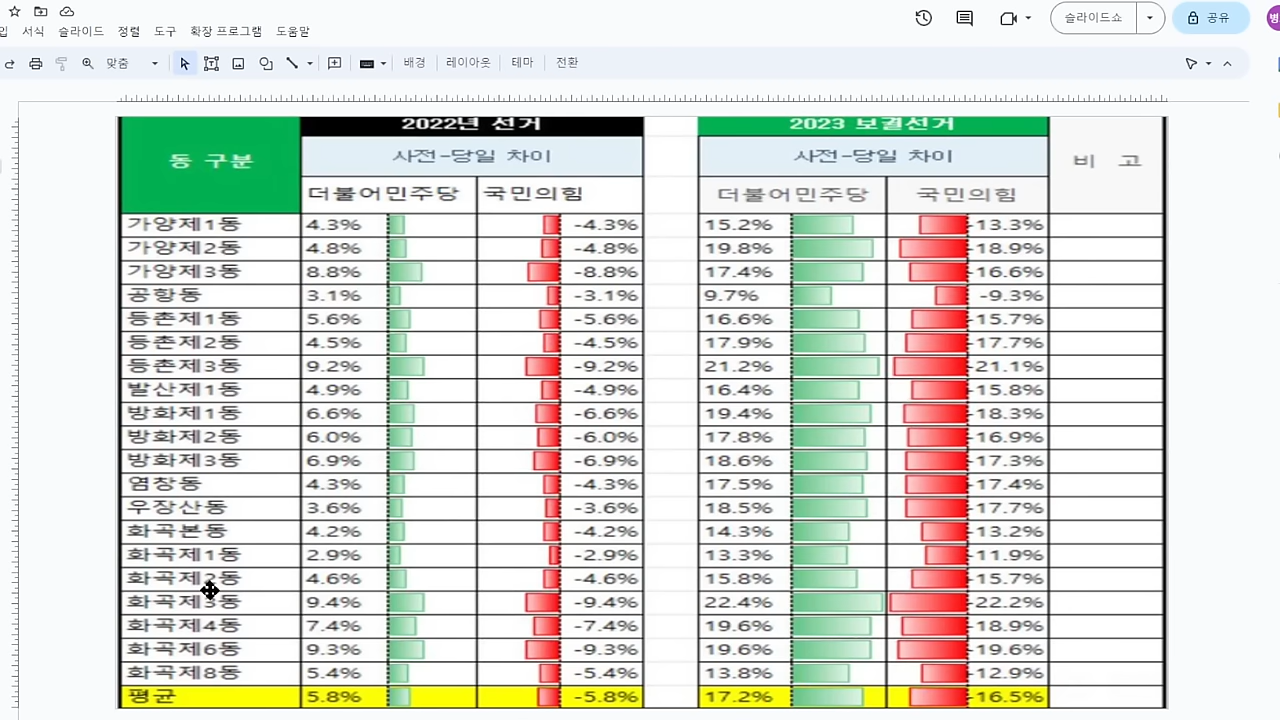 입 서식 슬라이드 정렬 도구 확장 프로그램 도움말
슬라이드쇼 공유
맞춤 배경 레이아웃 테마 전환
동 구분 2022년 선거 2023 보궐선거 비 고
사전-당일 차이 사전-당일 차이
더불어민주당 국민의힘 더불어민주당 국민의힘
가양제1동 4.3% -4.3% 15.2% -13.3%
가양제2동 4.8% -4.8% 19.8% -18.9%
가양제3동 8.8% -8.8% 17.4% -16.6%
공항동 3.1% -3.1% 9.7% -9.3%
등촌제1동 5.6% -5.6% 16.6% -15.7%
등촌제2동 4.5% -4.5% 17.9% -17.7%
등촌제3동 9.2% -9.2% 21.2% -21.1%
발산제1동 4.9% -4.9% 16.4% -15.8%
방화제1동 6.6% -6.6% 19.4% -18.3%
방화제2동 6.0% -6.0% 17.8% -16.9%
방화제3동 6.9% -6.9% 18.6% -17.3%
염창동 4.3% -4.3% 17.5% -17.4%
우장산동 3.6% -3.6% 18.5% -17.7%
화곡본동 4.2% -4.2% 14.3% -13.2%
화곡제1동 2.9% -2.9% 13.3% -11.9%
화곡제2동 4.6% -4.6% 15.8% -15.7%
화곡제3동 9.4% -9.4% 22.4% -22.2%
화곡제4동 7.4% -7.4% 19.6% -18.9%
화곡제6동 9.3% -9.3% 19.6% -19.6%
화곡제8동 5.4% -5.4% 13.8% -12.9%
평균 5.8% -5.8% 17.2% -16.5%